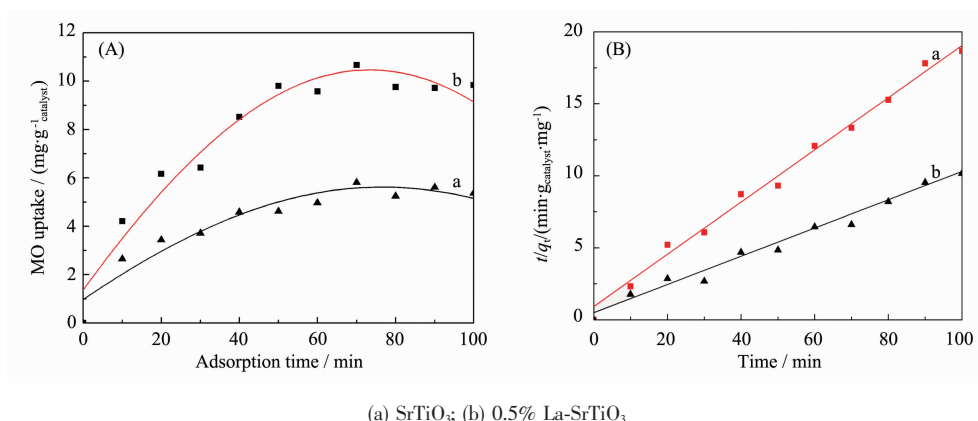 (A)
b
a
12
10
8
6
4
2
0
MO uptake / (mg·g⁻¹catalyst)
0 20 40 60 80 100
Adsorption time / min
(B)
a
b
20
15
10
5
0
t/qt/(min·gcatalyst·mg⁻¹)
0 20 40 60 80 100
Time / min
(a) SrTiO₃; (b) 0.5% La-SrTiO₃